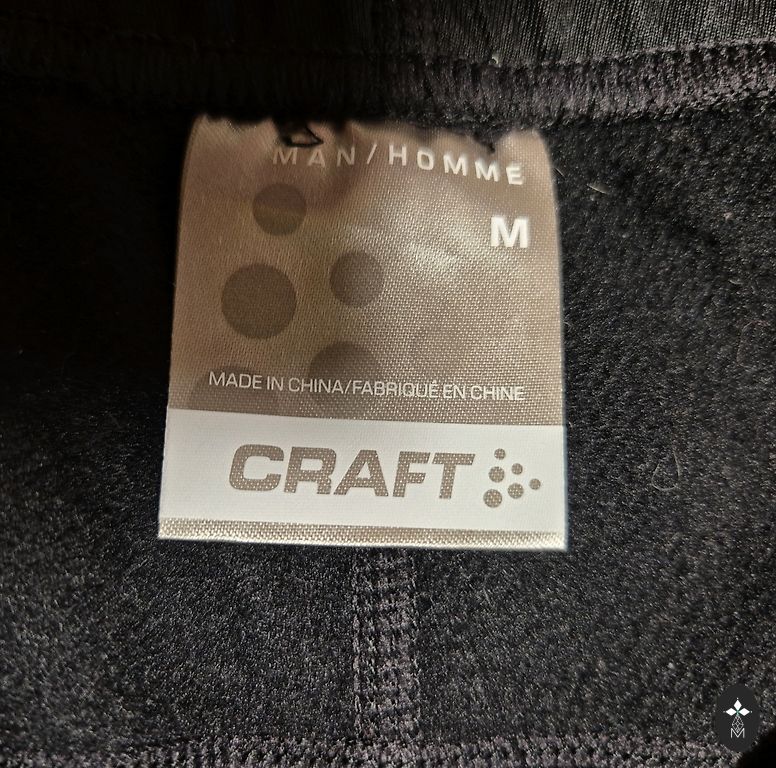 MAN/HOMME
M
MADE IN CHINA/FABRIQUÉ EN CHINE
CRAFT
M